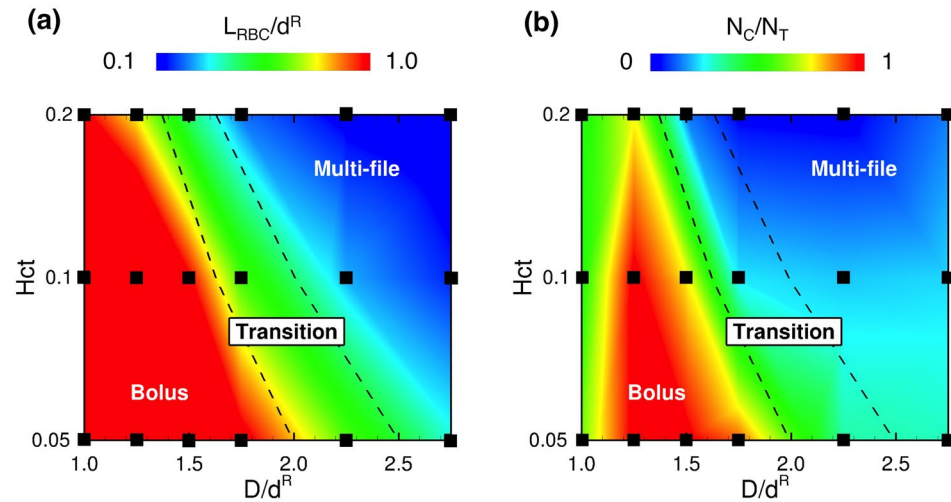 (a)
L_RBC/d^R
0.1 1.0
0.2
0.1
0.05
Hct
Multi-file
Transition
Bolus
1.0 1.5 2.0 2.5
D/d^R
(b)
N_C/N_T
0 1
0.2
0.1
0.05
Hct
Multi-file
Transition
Bolus
1.0 1.5 2.0 2.5
D/d^R